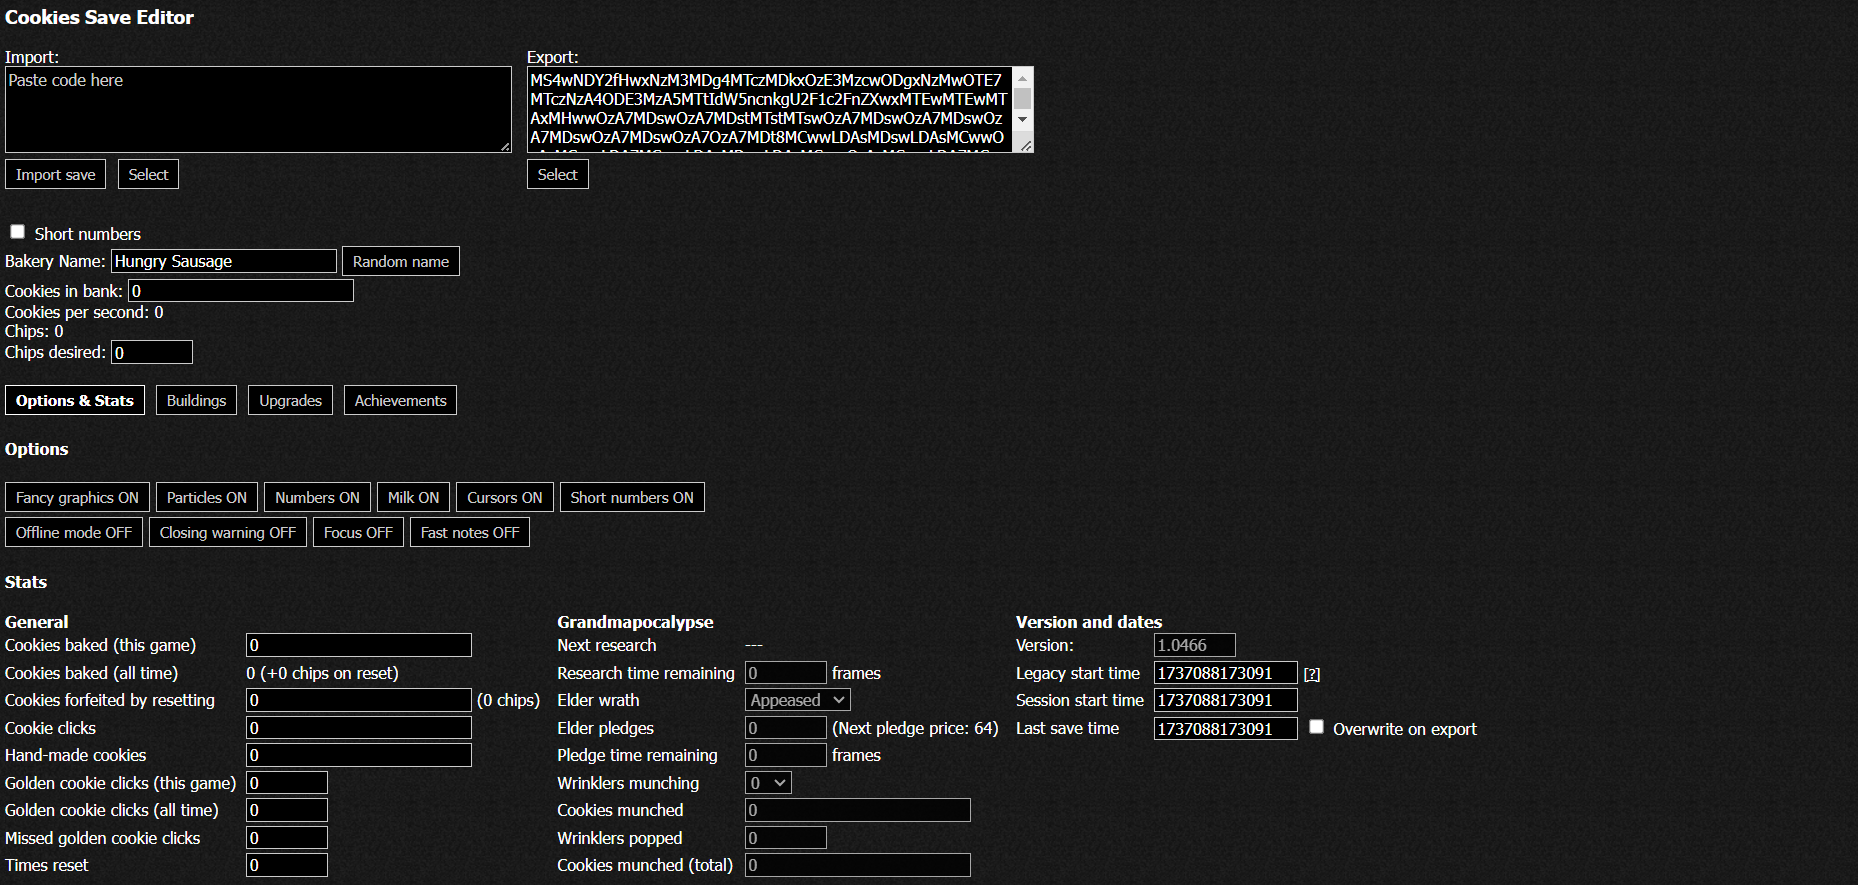 Cookies Save Editor
Import:
Paste code here
Import save
Select
Export:
MS4wNDY2fHwxNzM3MDg4MTczMDkxOzE3MzcwODgxNzMwOTE7
MTczNzA4ODE3MzA5MTtIdW5ncnkgU2F1c2FnZXwxMTEwMTEwMT
AxMHwwOzA7MDswOzA7MDstMTstMTswOzA7MDswOzA7MDswOz
A7MDswOzA7MDswOzA7OzA7MDt8MCwwLDAsMDswLDAsMCwwO
Select
Short numbers
Bakery Name: Hungry Sausage Random name
Cookies in bank: 0
Cookies per second: 0
Chips: 0
Chips desired: 0
Options & Stats Buildings Upgrades Achievements
Options
Fancy graphics ON Particles ON Numbers ON Milk ON Cursors ON Short numbers ON
Offline mode OFF Closing warning OFF Focus OFF Fast notes OFF
Stats
General
Cookies baked (this game) 0
Cookies baked (all time) 0 (+0 chips on reset)
Cookies forfeited by resetting 0 (0 chips)
Cookie clicks 0
Hand-made cookies 0
Golden cookie clicks (this game) 0
Golden cookie clicks (all time) 0
Missed golden cookie clicks 0
Times reset 0
Grandmapocalypse
Next research ---
Research time remaining 0 frames
Elder wrath Appeased
Elder pledges 0 (Next pledge price: 64)
Pledge time remaining 0 frames
Wrinklers munching 0
Cookies munched 0
Wrinklers popped 0
Cookies munched (total) 0
Version and dates
Version: 1.0466
Legacy start time 1737088173091 [?]
Session start time 1737088173091
Last save time 1737088173091 Overwrite on export